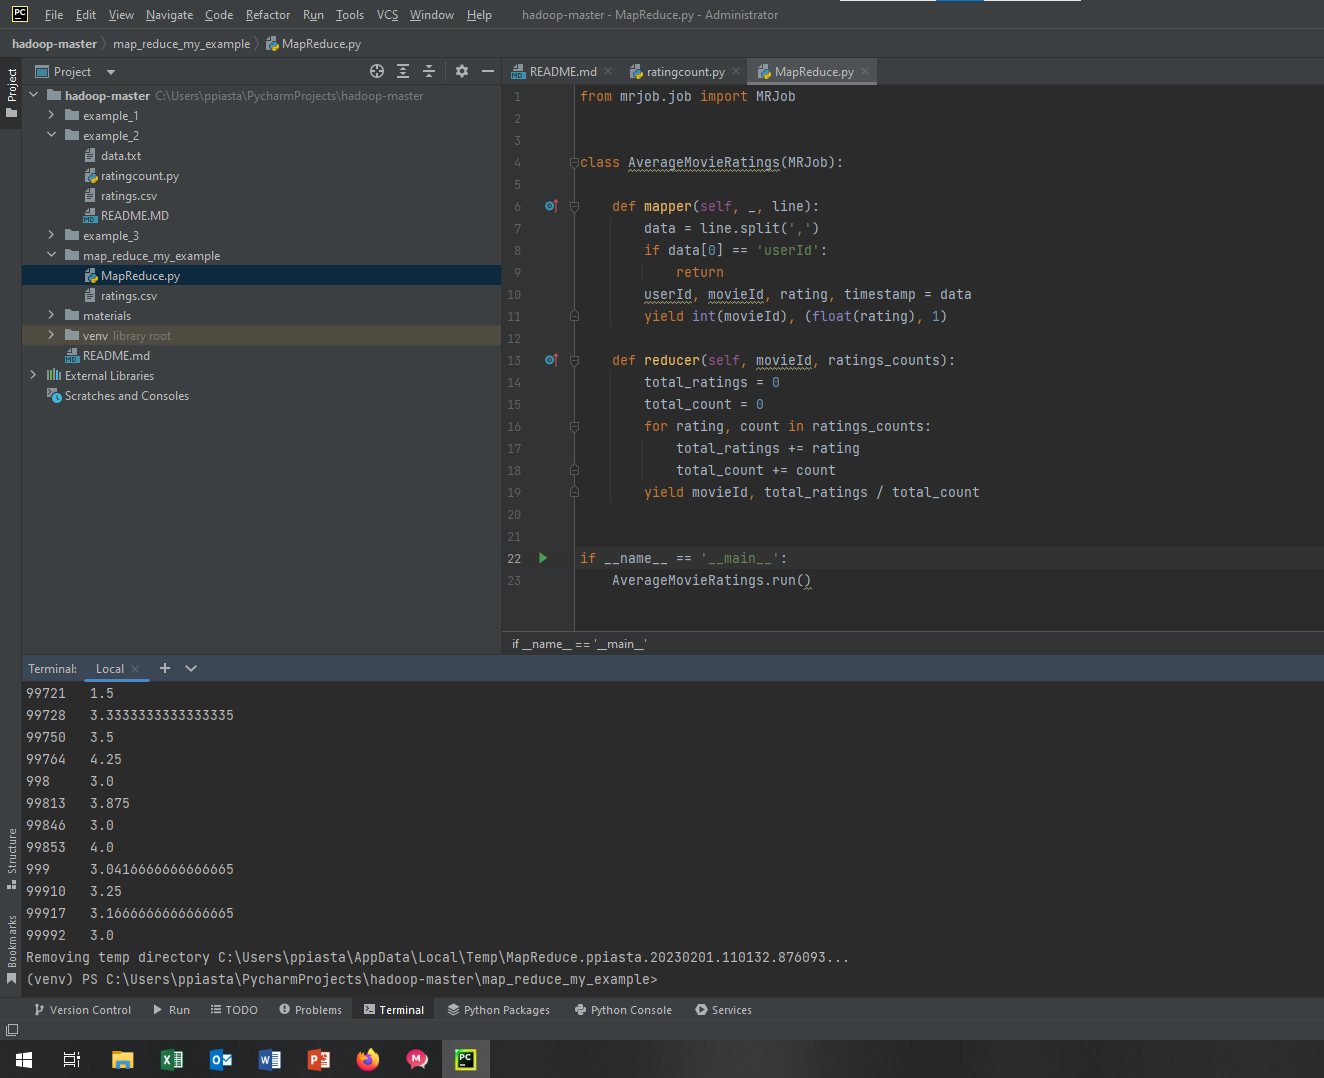 PC File Edit View Navigate Code Refactor Run Tools VCS Window Help hadoop-master - MapReduce.py - Administrator
hadoop-master map_reduce_my_example MapReduce.py
Project
Project
hadoop-master C:\Users\ppiasta\PycharmProjects\hadoop-master
example_1
example_2
data.txt
ratingcount.py
ratings.csv
MD README.MD
example_3
map_reduce_my_example
MapReduce.py
ratings.csv
materials
venv library root
MD README.md
External Libraries
Scratches and Consoles
MD README.md ratingcount.py MapReduce.py
1 from mrjob.job import MRJob
2
3
4 class AverageMovieRatings(MRJob):
5
6 def mapper(self, _, line):
7 data = line.split(',')
8 if data[0] == 'userId':
9 return
10 userId, movieId, rating, timestamp = data
11 yield int(movieId), (float(rating), 1)
12
13 def reducer(self, movieId, ratings_counts):
14 total_ratings = 0
15 total_count = 0
16 for rating, count in ratings_counts:
17 total_ratings += rating
18 total_count += count
19 yield movieId, total_ratings / total_count
20
21
22 if __name__ == '__main__':
23 AverageMovieRatings.run()
if __name__ == '__main__'
Terminal: Local
99721 1.5
99728 3.3333333333333335
99750 3.5
99764 4.25
998 3.0
99813 3.875
99846 3.0
99853 4.0
999 3.0416666666666665
99910 3.25
99917 3.1666666666666665
99992 3.0
Removing temp directory C:\Users\ppiasta\AppData\Local\Temp\MapReduce.ppiasta.20230201.110132.876093...
(venv) PS C:\Users\ppiasta\PycharmProjects\hadoop-master\map_reduce_my_example>
Structure
Bookmarks
Version Control Run TODO Problems Terminal Python Packages Python Console Services